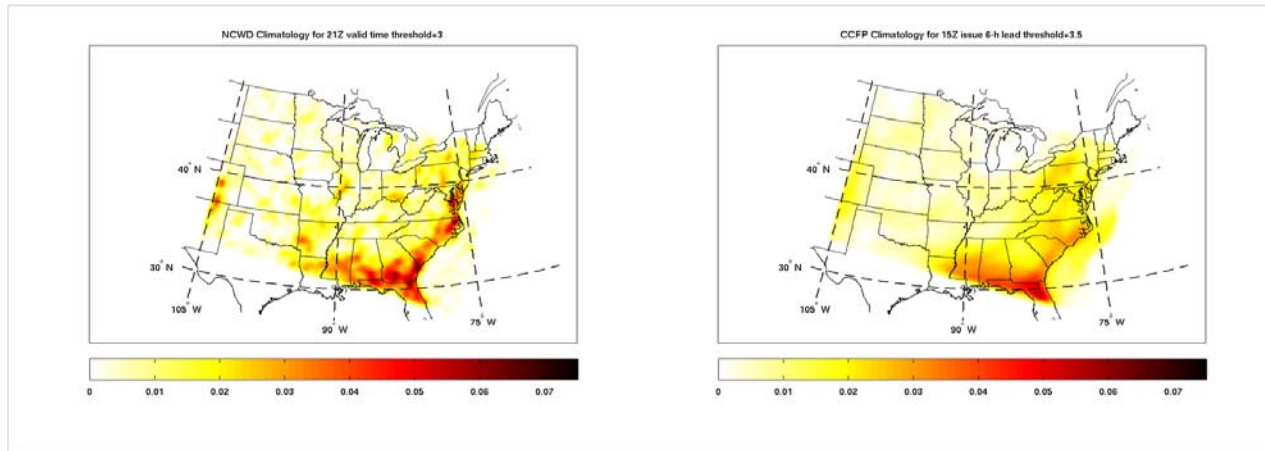 NCWD Climatology for 21Z valid time threshold=3
40° N
30° N
105° W
90° W
75° W
0 0.01 0.02 0.03 0.04 0.05 0.06 0.07
CCFP Climatology for 15Z issue 6-h lead threshold=3.5
40° N
30° N
105° W
90° W
75° W
0 0.01 0.02 0.03 0.04 0.05 0.06 0.07